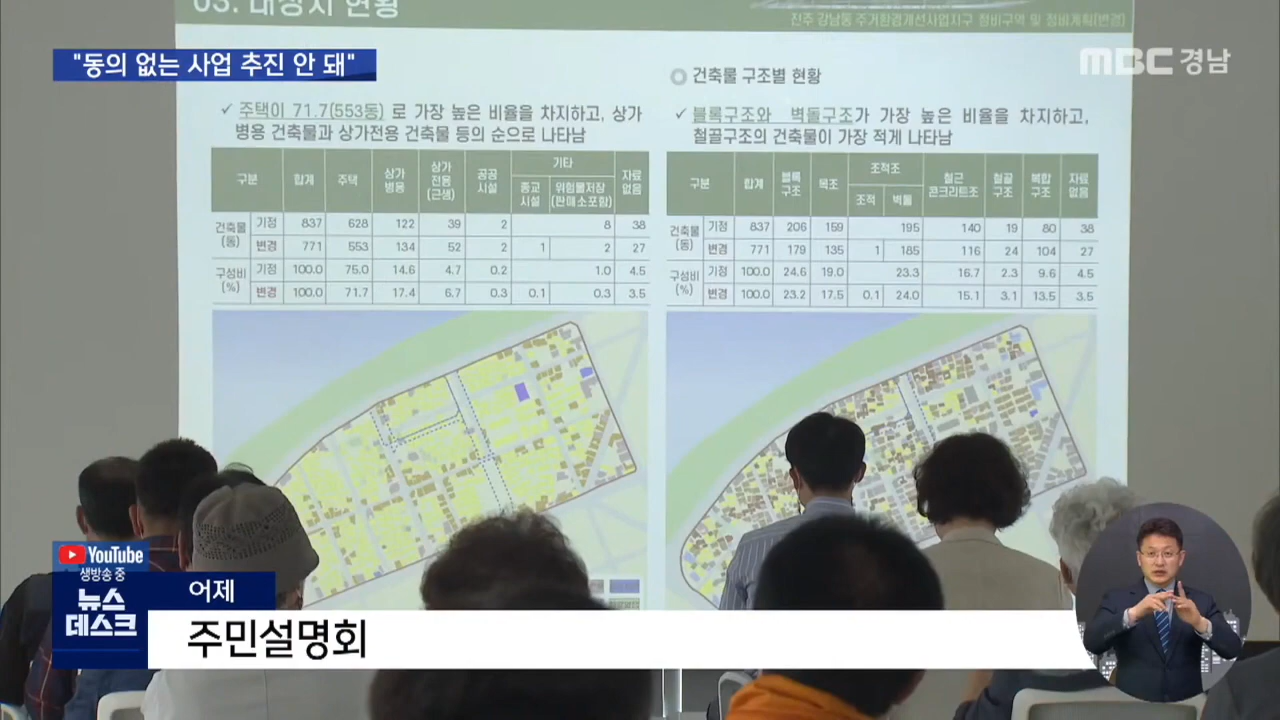 03. 대상지 현황
진주 강남동 주거환경개선사업지구 정비구역 및 정비계획(변경)
"동의 없는 사업 추진 안 돼"
MBC 경남
건축물 구조별 현황
✓ 주택이 71.7(553동) 로 가장 높은 비율을 차지하고, 상가
병용 건축물과 상가전용 건축물 등의 순으로 나타남
✓ 블록구조와 벽돌구조가 가장 높은 비율을 차지하고,
철골구조의 건축물이 가장 적게 나타남
구분 합계 주택 상가병용 상가전용(근생) 공공시설 기타 자료없음
종교시설 위험물저장(판매소포함)
건축물(동) 기정 837 628 122 39 2 8 38
변경 771 553 134 52 2 1 2 27
구성비(%) 기정 100.0 75.0 14.6 4.7 0.2 1.0 4.5
변경 100.0 71.7 17.4 6.7 0.3 0.1 0.3 3.5
구분 합계 블록구조 목조 조적조 철근콘크리트조 철골구조 복합구조 자료없음
조적 벽돌
건축물(동) 기정 837 206 159 195 140 19 80 38
변경 771 179 135 1 185 116 24 104 27
구성비(%) 기정 100.0 24.6 19.0 23.3 16.7 2.3 9.6 4.5
변경 100.0 23.2 17.5 0.1 24.0 15.1 3.1 13.5 3.5
YouTube
생방송 중
뉴스
데스크
어제
주민설명회